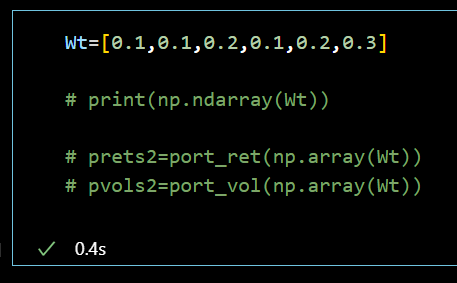 Wt=[0.1,0.1,0.2,0.1,0.2,0.3]
# print(np.ndarray(Wt))
# prets2=port_ret(np.array(Wt))
# pvols2=port_vol(np.array(Wt))
✓ 0.4s